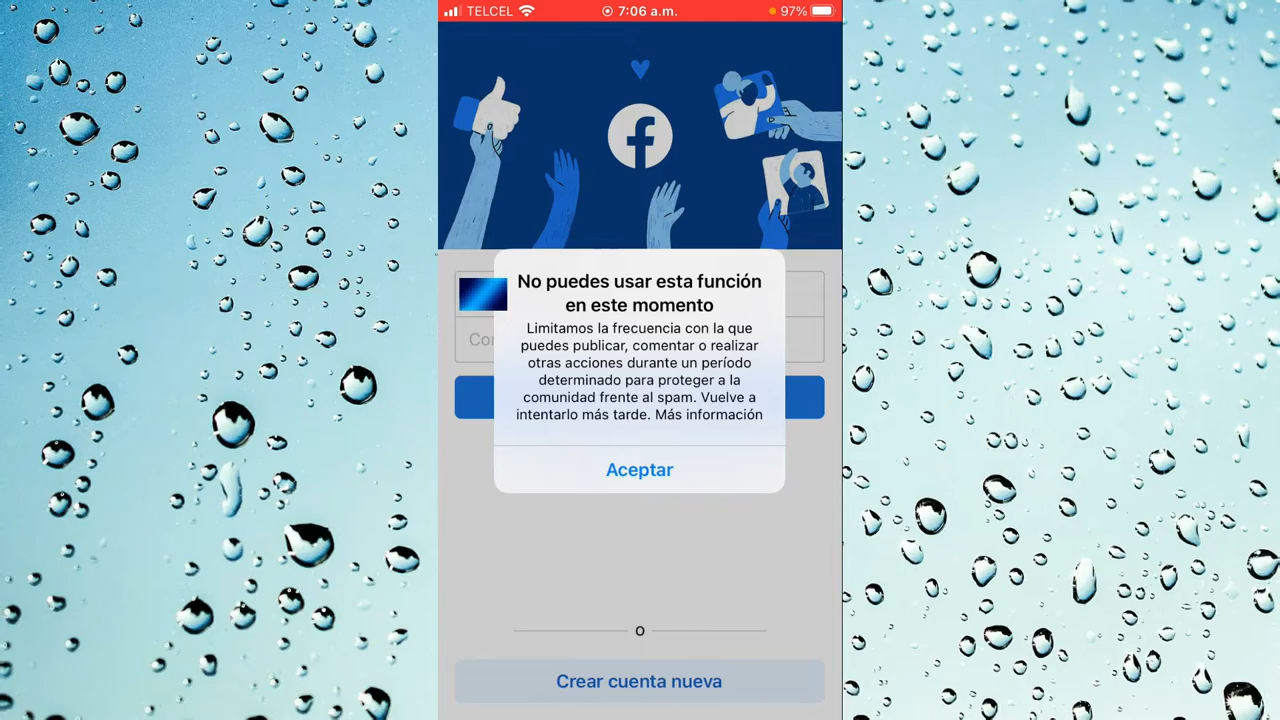 TELCEL 7:06 a.m. 97%
No puedes usar esta función
en este momento
Limitamos la frecuencia con la que
puedes publicar, comentar o realizar
otras acciones durante un período
determinado para proteger a la
comunidad frente al spam. Vuelve a
intentarlo más tarde. Más información
Aceptar
O
Crear cuenta nueva